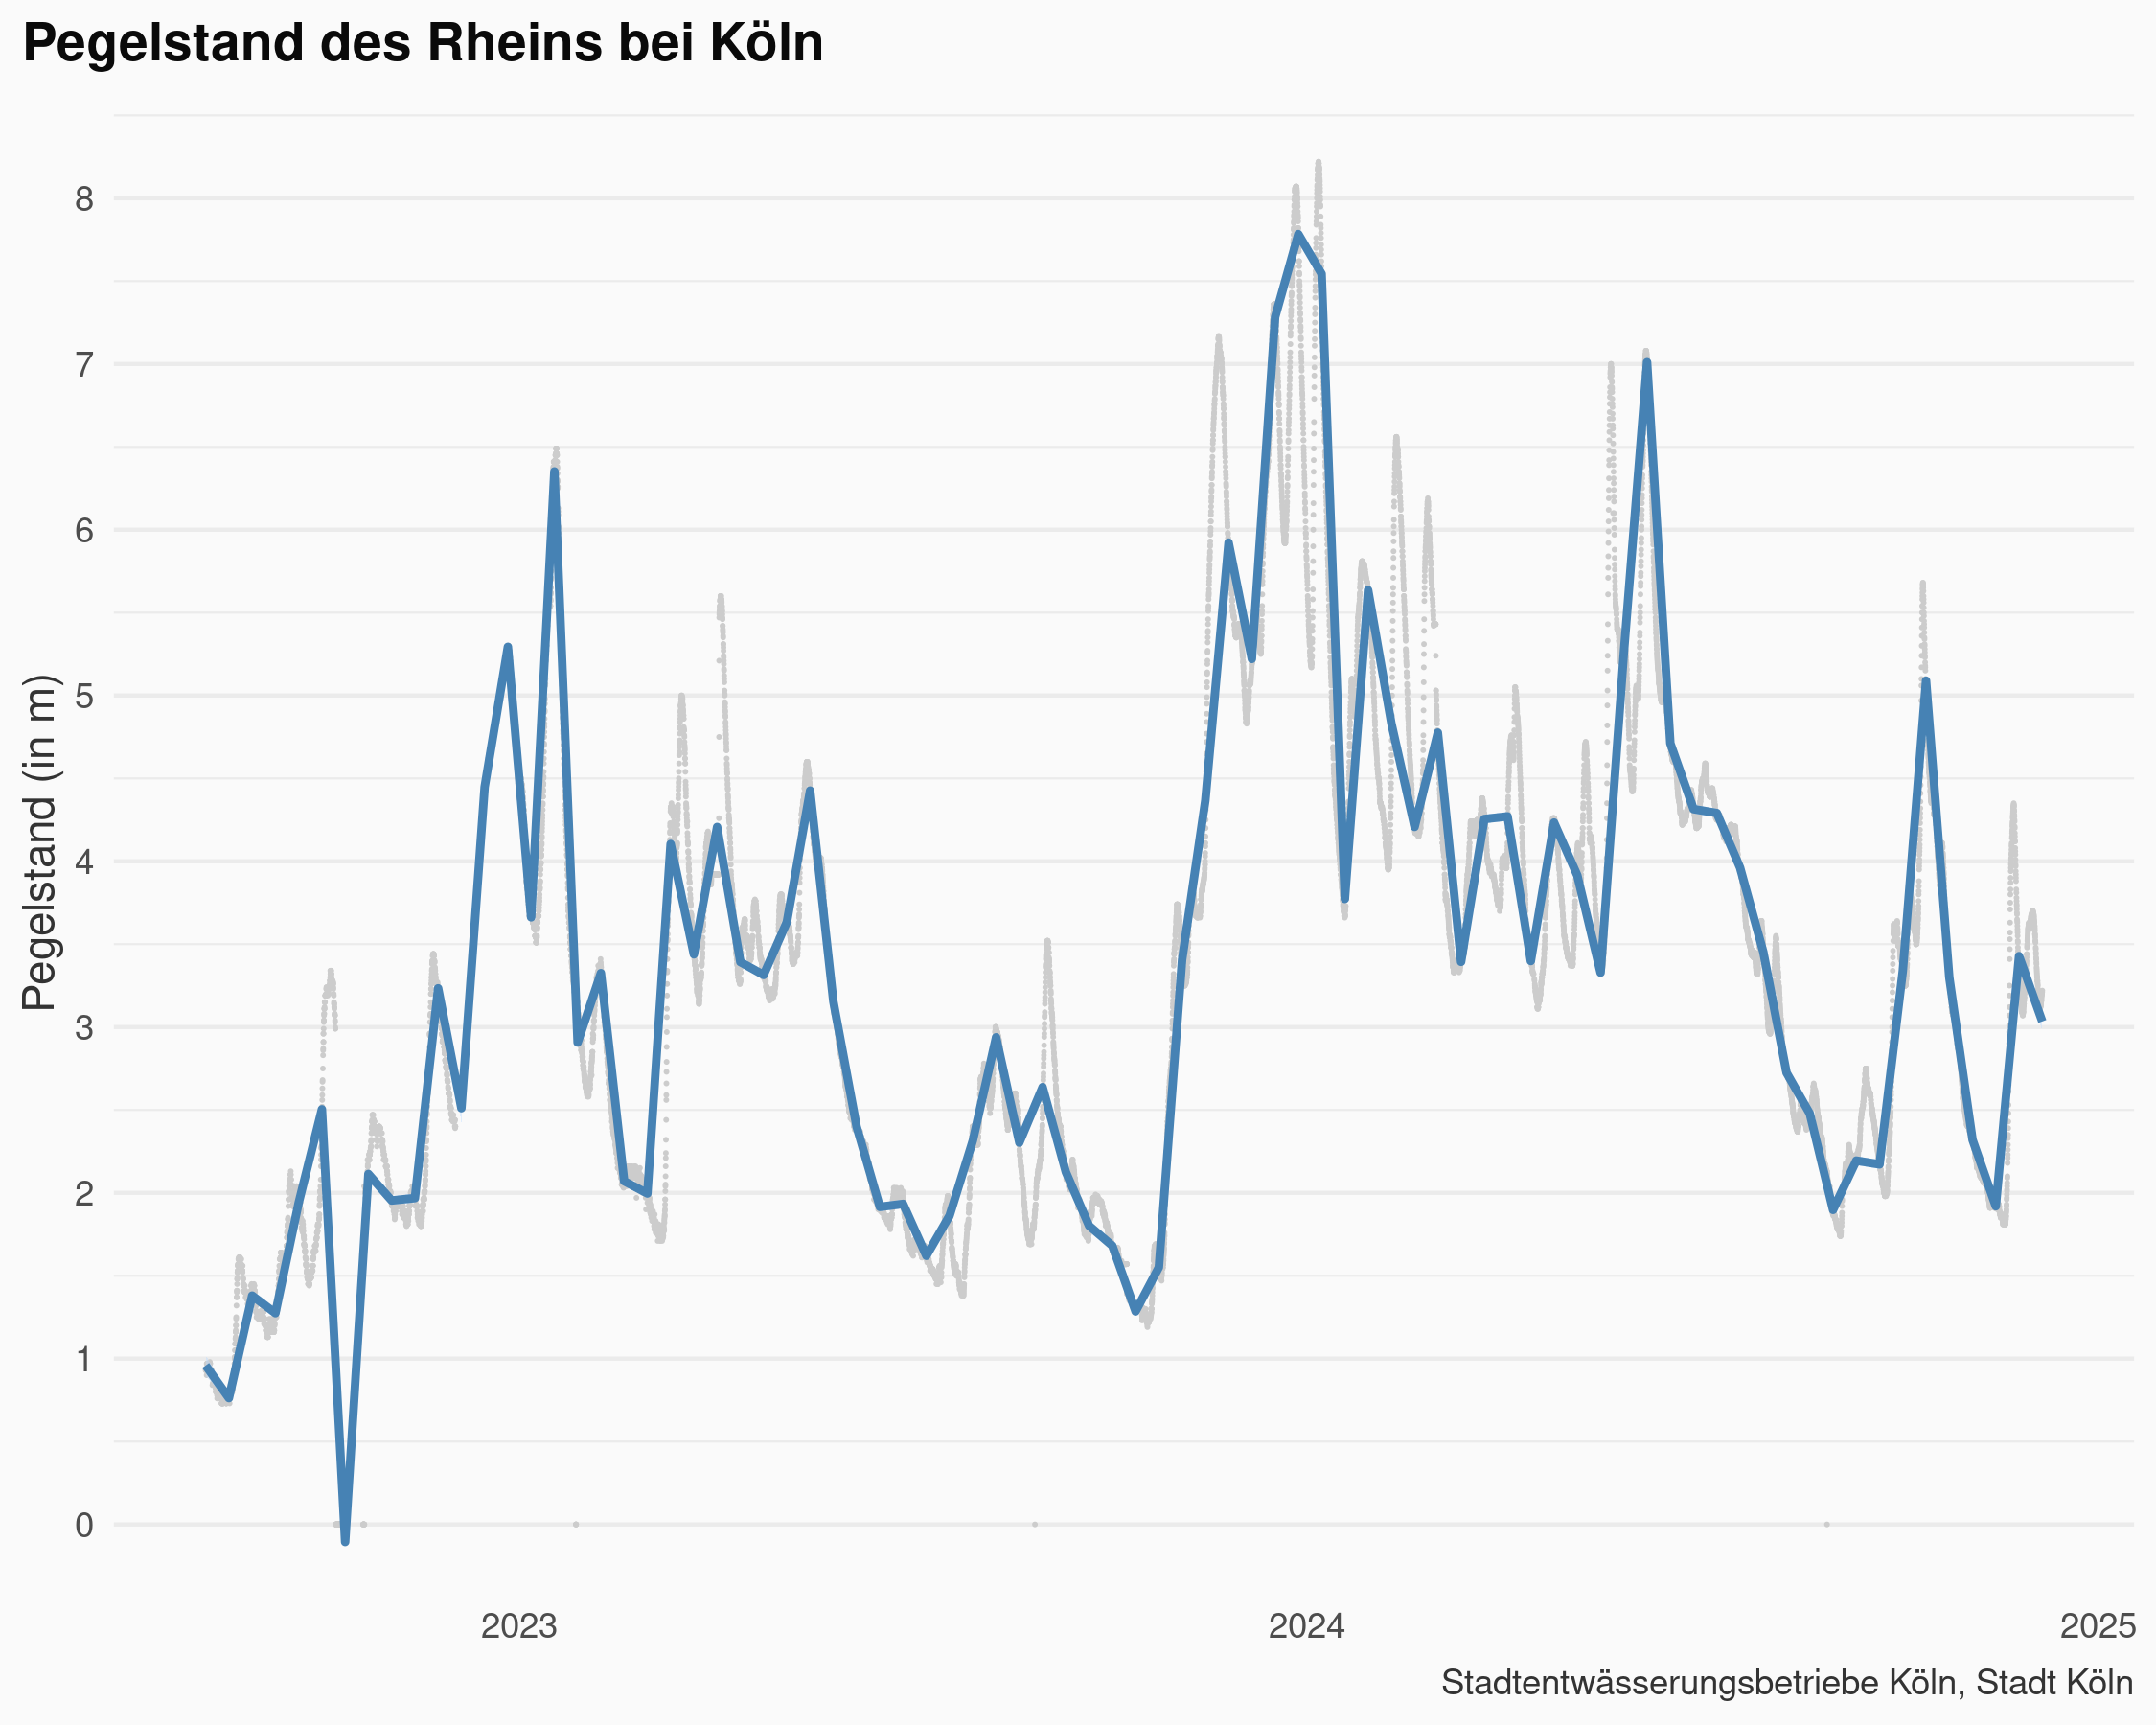 Pegelstand des Rheins bei Köln
Pegelstand (in m)
8
7
6
5
4
3
2
1
0
2023 2024 2025
Stadtentwässerungsbetriebe Köln, Stadt Köln